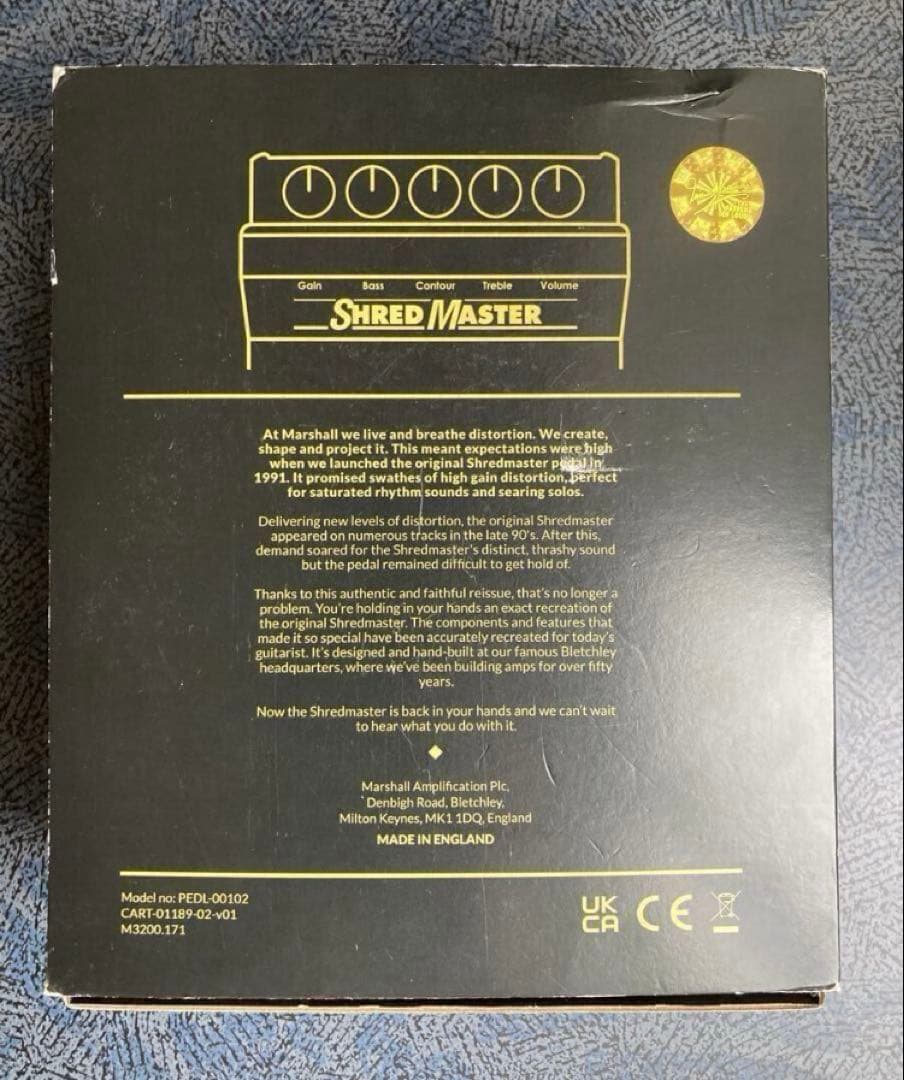 Gain Bass Contour Treble Volume
SHRED MASTER
At Marshall we live and breathe distortion. We create,
shape and project it. This meant expectations were high
when we launched the original Shredmaster pedal in
1991. It promised swathes of high gain distortion, perfect
for saturated rhythm sounds and searing solos.
Delivering new levels of distortion, the original Shredmaster
appeared on numerous tracks in the late 90's. After this,
demand soared for the Shredmaster's distinct, thrashy sound
but the pedal remained difficult to get hold of.
Thanks to this authentic and faithful reissue, that's no longer a
problem. You're holding in your hands an exact recreation of
the original Shredmaster. The components and features that
made it so special have been accurately recreated for today's
guitarist. It's designed and hand-built at our famous Bletchley
headquarters, where we've been building amps for over fifty
years.
Now the Shredmaster is back in your hands and we can't wait
to hear what you do with it.
Marshall Amplification Plc,
Denbigh Road, Bletchley,
Milton Keynes, MK1 1DQ, England
MADE IN ENGLAND
Model no: PEDL-00102
CART-01189-02-v01
M3200.171
UK
CA CE